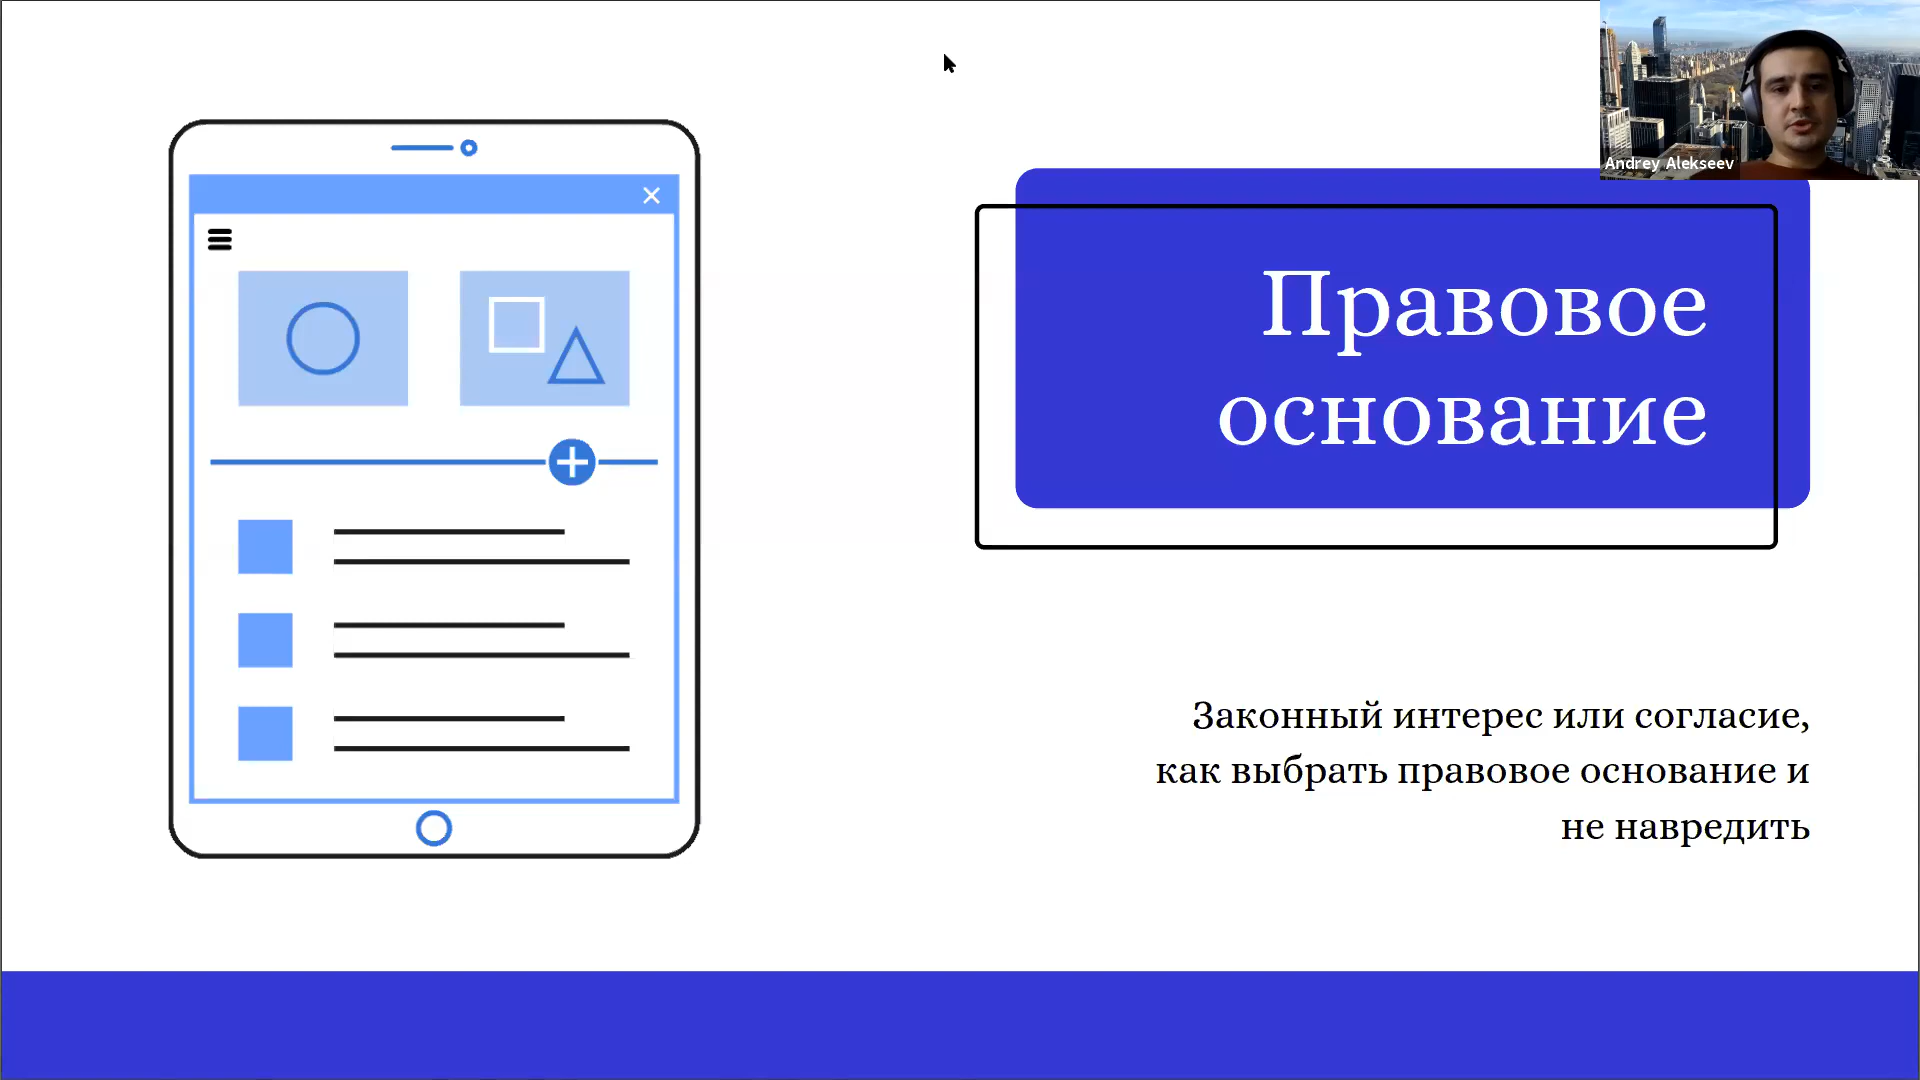 Andrey Alekseev
Правовое
основание
Законный интерес или согласие,
как выбрать правовое основание и
не навредить